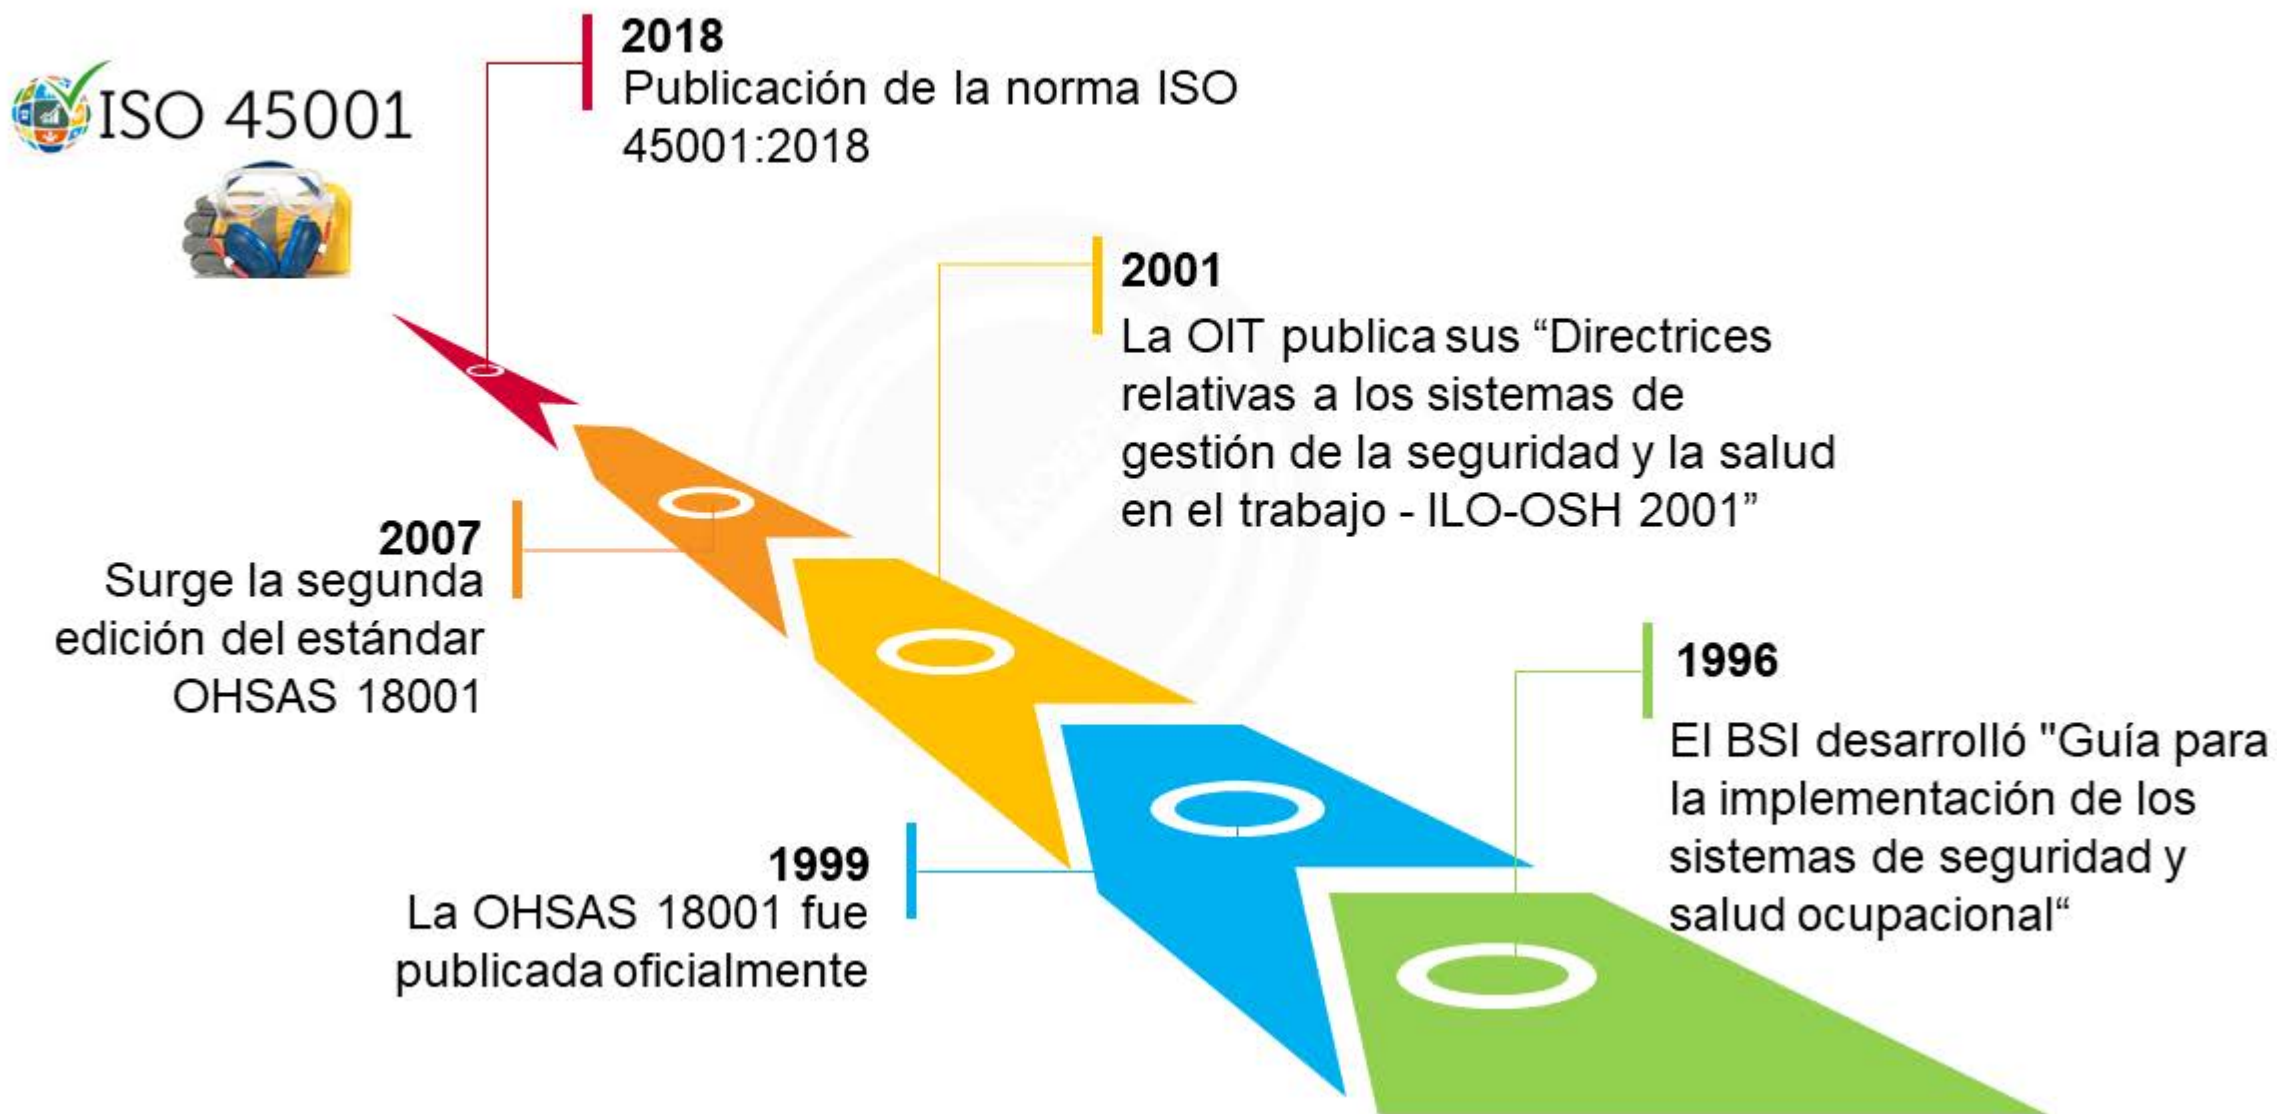 ISO 45001
2018
Publicación de la norma ISO
45001:2018
2001
La OIT publica sus “Directrices
relativas a los sistemas de
gestión de la seguridad y la salud
en el trabajo - ILO-OSH 2001”
2007
Surge la segunda
edición del estándar
OHSAS 18001
1996
El BSI desarrolló "Guía para
la implementación de los
sistemas de seguridad y
salud ocupacional“
1999
La OHSAS 18001 fue
publicada oficialmente